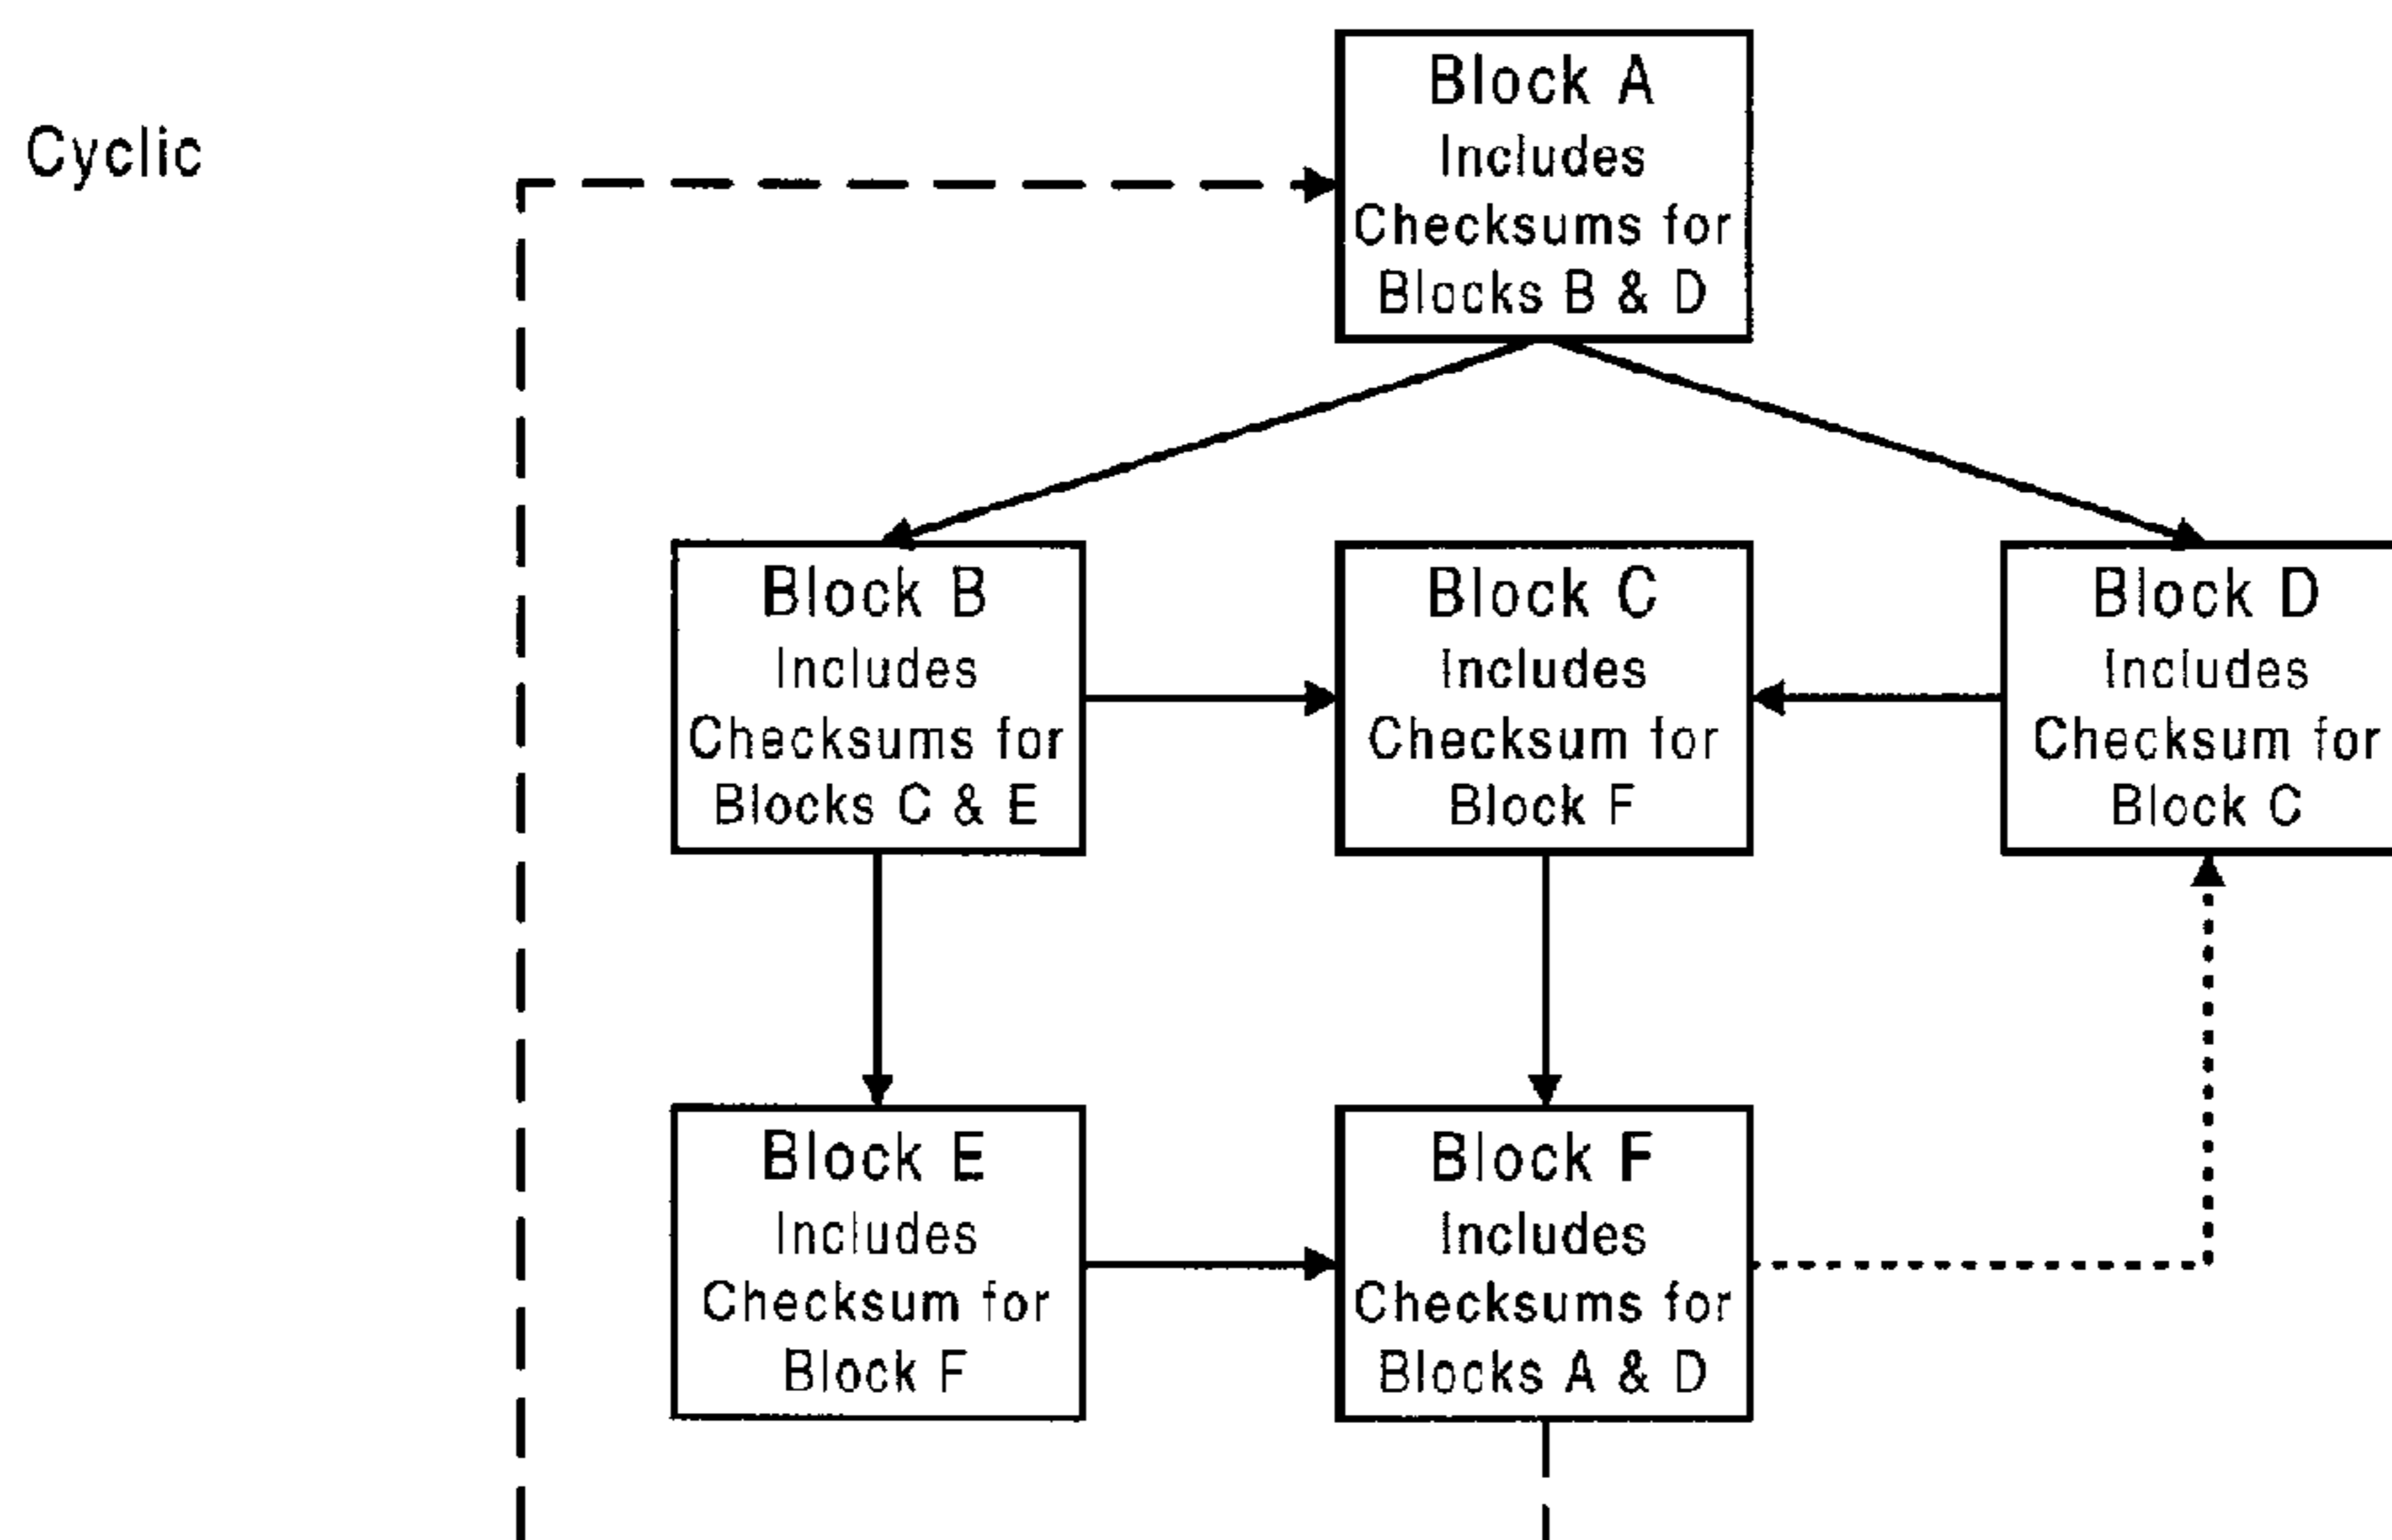 Cyclic
Block A
Includes
Checksums for
Blocks B & D
Block B
Includes
Checksums for
Blocks C & E
Block C
Includes
Checksum for
Block F
Block D
Includes
Checksum for
Block C
Block E
Includes
Checksum for
Block F
Block F
Includes
Checksums for
Blocks A & D